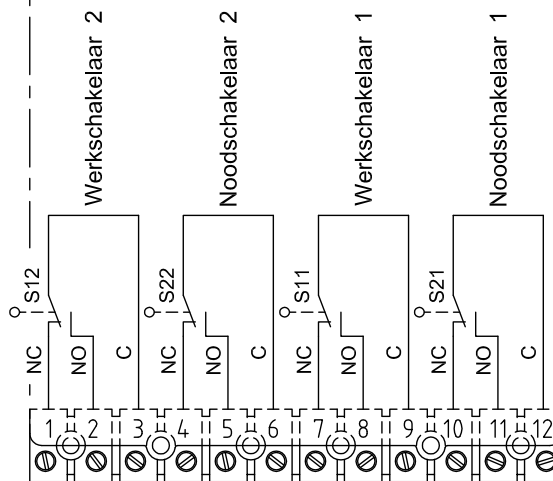 Werkschakelaar 2
Noodschakelaar 2
Werkschakelaar 1
Noodschakelaar 1
S12
S22
S11
S21
NC NO C NC NO C NC NO C NC NO C
1 2 3 4 5 6 7 8 9 10 11 12